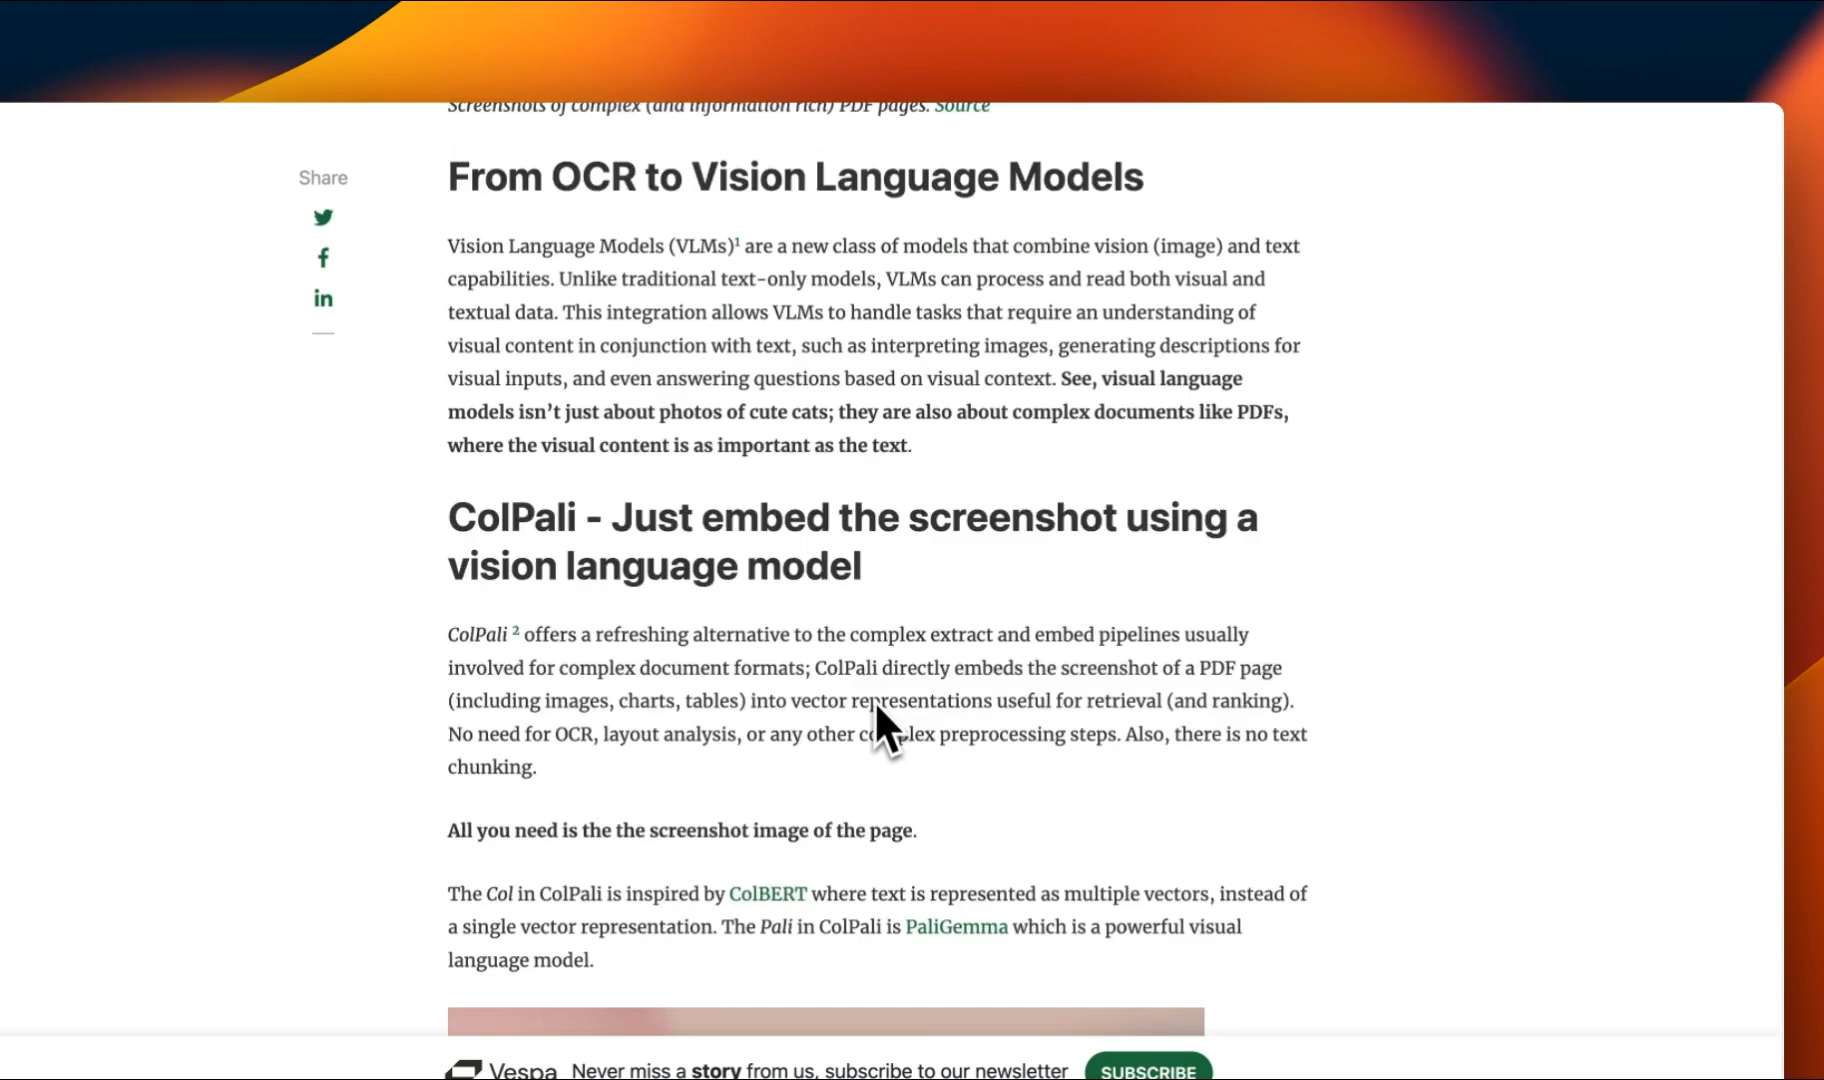 Screenshots of complex (and information rich) PDF pages. Source
Share
From OCR to Vision Language Models
Vision Language Models (VLMs)¹ are a new class of models that combine vision (image) and text
capabilities. Unlike traditional text-only models, VLMs can process and read both visual and
textual data. This integration allows VLMs to handle tasks that require an understanding of
visual content in conjunction with text, such as interpreting images, generating descriptions for
visual inputs, and even answering questions based on visual context. See, visual language
models isn’t just about photos of cute cats; they are also about complex documents like PDFs,
where the visual content is as important as the text.
ColPali - Just embed the screenshot using a
vision language model
ColPali ² offers a refreshing alternative to the complex extract and embed pipelines usually
involved for complex document formats; ColPali directly embeds the screenshot of a PDF page
(including images, charts, tables) into vector representations useful for retrieval (and ranking).
No need for OCR, layout analysis, or any other complex preprocessing steps. Also, there is no text
chunking.
All you need is the the screenshot image of the page.
The Col in ColPali is inspired by ColBERT where text is represented as multiple vectors, instead of
a single vector representation. The Pali in ColPali is PaliGemma which is a powerful visual
language model.
Vespa Never miss a story from us, subscribe to our newsletter SUBSCRIBE